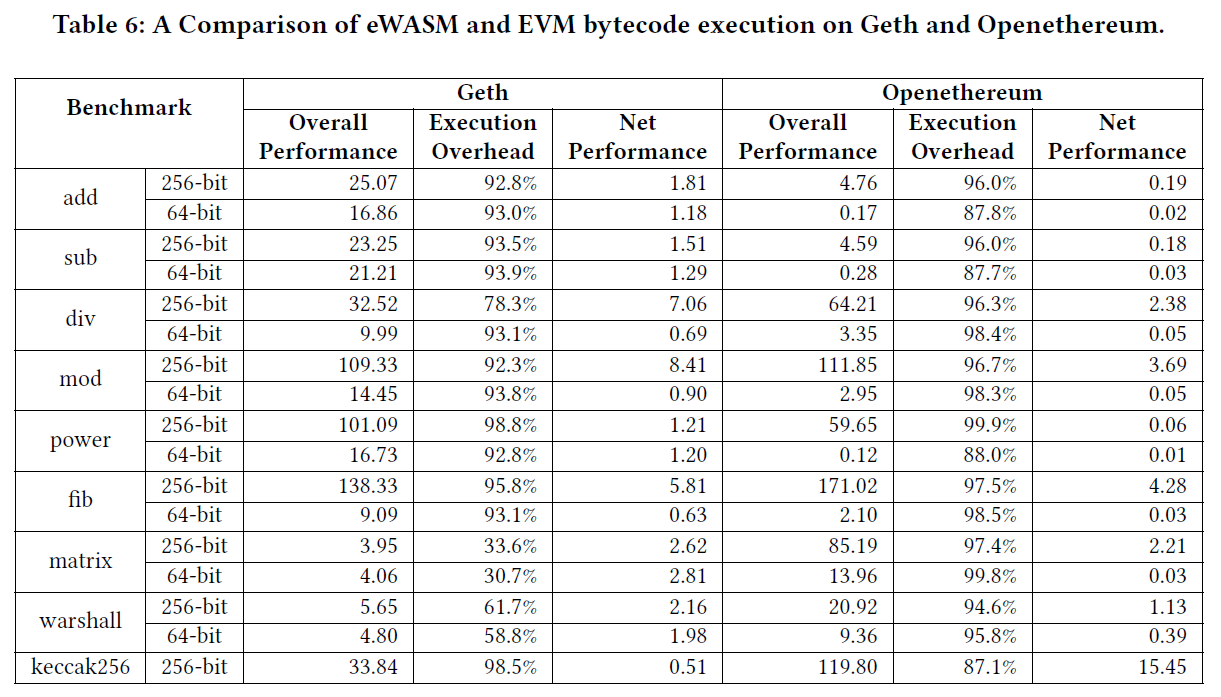 Table 6: A Comparison of eWASM and EVM bytecode execution on Geth and Openethereum.
Benchmark Geth Openethereum
Overall Performance Execution Overhead Net Performance Overall Performance Execution Overhead Net Performance
add 256-bit 25.07 92.8% 1.81 4.76 96.0% 0.19
64-bit 16.86 93.0% 1.18 0.17 87.8% 0.02
sub 256-bit 23.25 93.5% 1.51 4.59 96.0% 0.18
64-bit 21.21 93.9% 1.29 0.28 87.7% 0.03
div 256-bit 32.52 78.3% 7.06 64.21 96.3% 2.38
64-bit 9.99 93.1% 0.69 3.35 98.4% 0.05
mod 256-bit 109.33 92.3% 8.41 111.85 96.7% 3.69
64-bit 14.45 93.8% 0.90 2.95 98.3% 0.05
power 256-bit 101.09 98.8% 1.21 59.65 99.9% 0.06
64-bit 16.73 92.8% 1.20 0.12 88.0% 0.01
fib 256-bit 138.33 95.8% 5.81 171.02 97.5% 4.28
64-bit 9.09 93.1% 0.63 2.10 98.5% 0.03
matrix 256-bit 3.95 33.6% 2.62 85.19 97.4% 2.21
64-bit 4.06 30.7% 2.81 13.96 99.8% 0.03
warshall 256-bit 5.65 61.7% 2.16 20.92 94.6% 1.13
64-bit 4.80 58.8% 1.98 9.36 95.8% 0.39
keccak256 256-bit 33.84 98.5% 0.51 119.80 87.1% 15.45